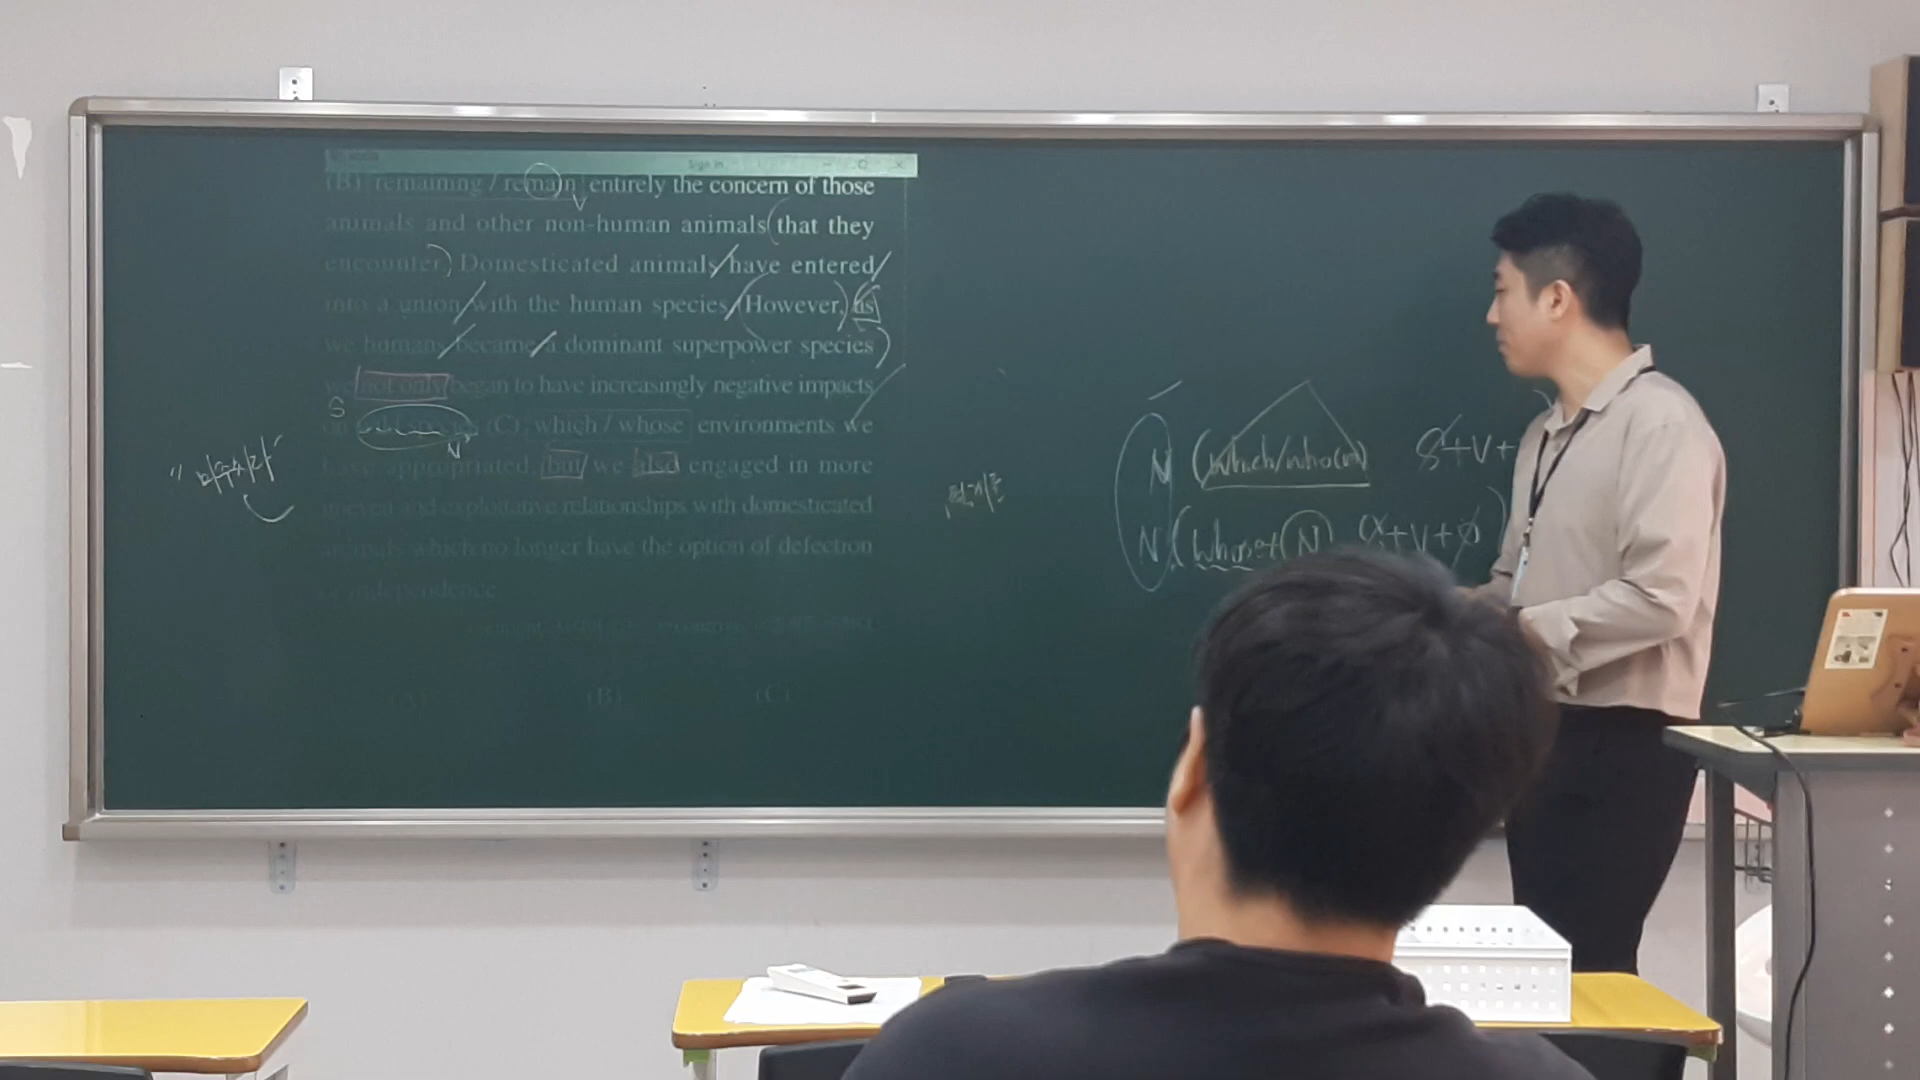 Sign in
(B) remaining / remain entirely the concern of those
animals and other non-human animals (that they
encounter) Domesticated animals / have entered /
into a union / with the human species / (However, as
we humans / became / a dominant superpower species)
we not only began to have increasingly negative impacts
S
on (C) which / whose environments we
N
have appropriated but we also engaged in more
uneven and exploitative relationships with domesticated
animals which no longer have the option of defection
or independence.
(A) (B) (C)
V
N (which/who(m) S+V+
N (whose+N S+V+